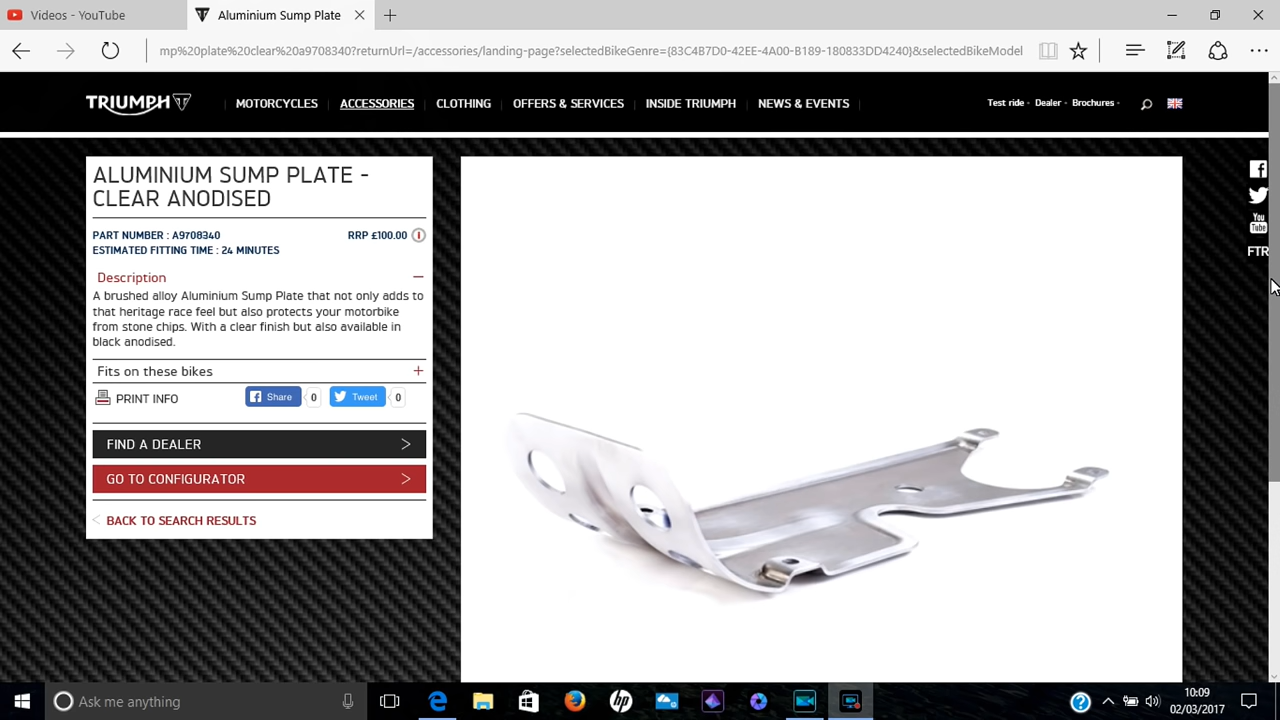 Videos - YouTube
Aluminium Sump Plate
mp%20plate%20clear%20a9708340?returnUrl=/accessories/landing-page?selectedBikeGenre={83C4B7D0-42EE-4A00-B189-180833DD4240}&selectedBikeModel
TRIUMPH
MOTORCYCLES
ACCESSORIES
CLOTHING
OFFERS & SERVICES
INSIDE TRIUMPH
NEWS & EVENTS
Test ride
Dealer
Brochures
ALUMINIUM SUMP PLATE -
CLEAR ANODISED
PART NUMBER : A9708340
RRP £100.00
ESTIMATED FITTING TIME : 24 MINUTES
Description
A brushed alloy Aluminium Sump Plate that not only adds to
that heritage race feel but also protects your motorbike
from stone chips. With a clear finish but also available in
black anodised.
Fits on these bikes
PRINT INFO
Share
0
Tweet
0
FIND A DEALER
GO TO CONFIGURATOR
BACK TO SEARCH RESULTS
You
Tube
FTR
Ask me anything
hp
10:09
02/03/2017